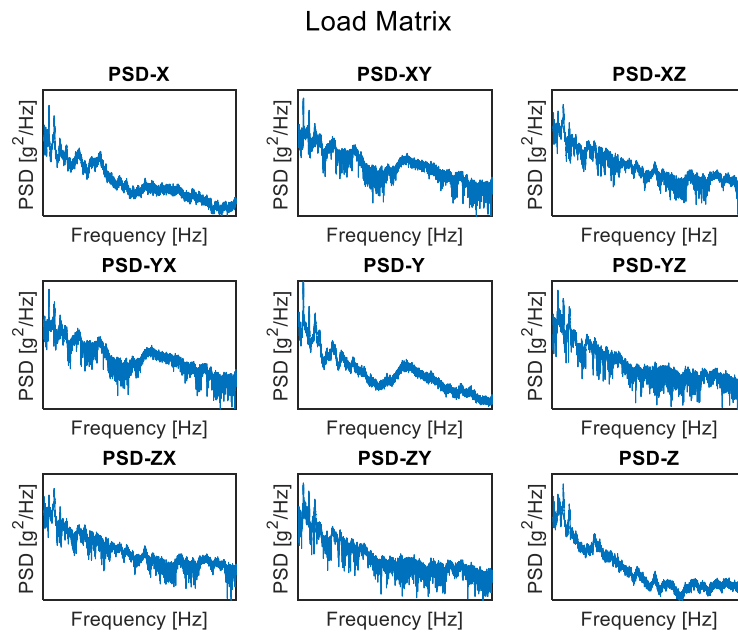 Load Matrix
PSD-X
PSD [g²/Hz]
Frequency [Hz]
PSD-XY
PSD [g²/Hz]
Frequency [Hz]
PSD-XZ
PSD [g²/Hz]
Frequency [Hz]
PSD-YX
PSD [g²/Hz]
Frequency [Hz]
PSD-Y
PSD [g²/Hz]
Frequency [Hz]
PSD-YZ
PSD [g²/Hz]
Frequency [Hz]
PSD-ZX
PSD [g²/Hz]
Frequency [Hz]
PSD-ZY
PSD [g²/Hz]
Frequency [Hz]
PSD-Z
PSD [g²/Hz]
Frequency [Hz]